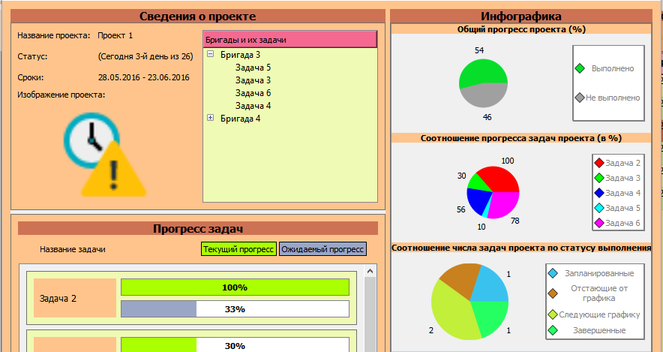 Сведения о проекте
Название проекта: Проект 1
Статус: (Сегодня 3-й день из 26)
Сроки: 28.05.2016 - 23.06.2016
Изображение проекта:
Бригады и их задачи
Бригада 3
Задача 5
Задача 3
Задача 6
Задача 4
Бригада 4
Прогресс задач
Название задачи Текущий прогресс Ожидаемый прогресс
Задача 2
100%
33%
30%
Инфографика
Общий прогресс проекта (%)
54
46
Выполнено
Не выполнено
Соотношение прогресса задач проекта (в %)
100
30
56
10
78
Задача 2
Задача 3
Задача 4
Задача 5
Задача 6
Соотношение числа задач проекта по статусу выполнения
1
2
1
Запланированные
Отстающие от
графика
Следующие графику
Завершенные